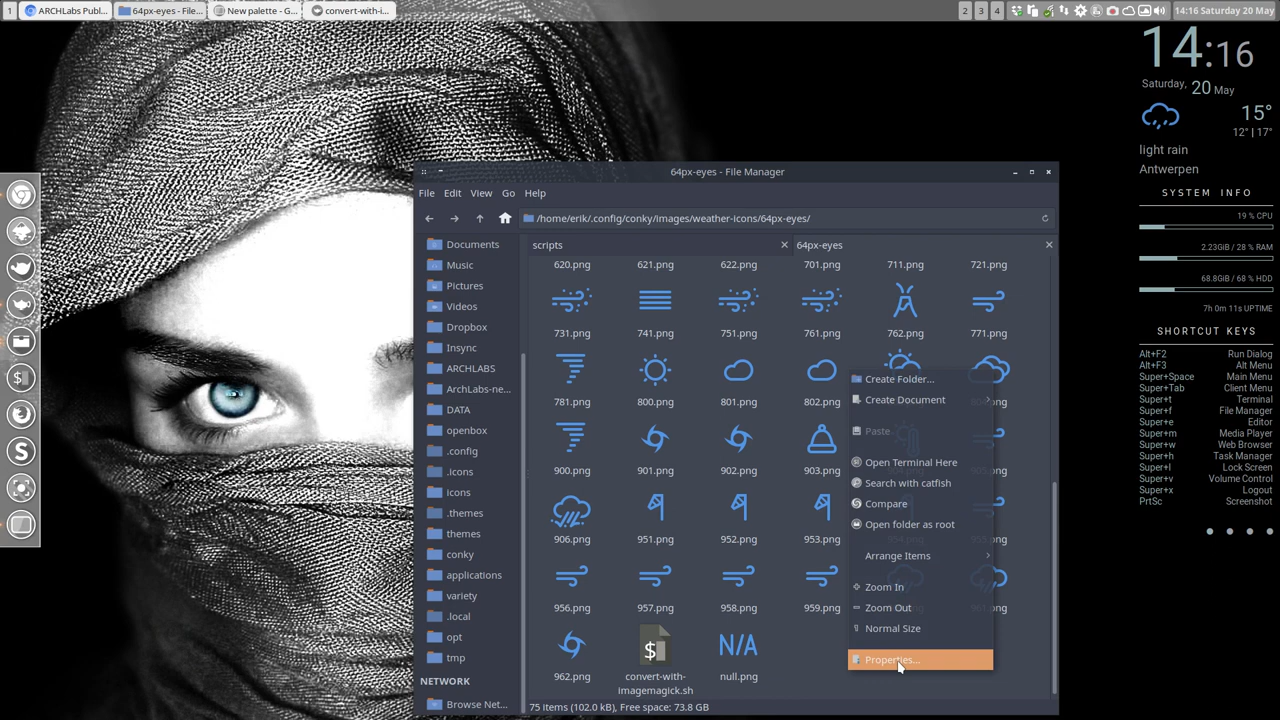 1
ARCHLabs Publ...
64px-eyes - File...
New palette - G...
convert-with-i...
2 3 4
14:16 Saturday 20 May
14:16
Saturday, 20 May
15°
12° | 17°
light rain
Antwerpen
SYSTEM INFO
19 % CPU
2.23GiB / 28 % RAM
68.8GiB / 68 % HDD
7h 0m 11s UPTIME
SHORTCUT KEYS
Alt+F2 Run Dialog
Alt+F3 Alt Menu
Super+Space Main Menu
Super+Tab Client Menu
Super+t Terminal
Super+f File Manager
Super+e Editor
Super+m Media Player
Super+w Web Browser
Super+h Task Manager
Super+l Lock Screen
Super+v Volume Control
Super+x Logout
PrtSc Screenshot
64px-eyes - File Manager
File Edit View Go Help
/home/erik/.config/conky/images/weather-icons/64px-eyes/
scripts
64px-eyes
Documents
Music
Pictures
Videos
Dropbox
Insync
ARCHLABS
ArchLabs-ne...
DATA
openbox
.config
.icons
icons
.themes
themes
conky
applications
variety
.local
opt
tmp
NETWORK
Browse Net...
620.png 621.png 622.png 701.png 711.png 721.png
731.png 741.png 751.png 761.png 762.png 771.png
781.png 800.png 801.png 802.png
900.png 901.png 902.png 903.png
906.png 951.png 952.png 953.png
956.png 957.png 958.png 959.png
N/A
962.png convert-with-imagemagick.sh null.png
Create Folder...
Create Document
Paste
Open Terminal Here
Search with catfish
Compare
Open folder as root
Arrange Items
Zoom In
Zoom Out
Normal Size
Properties...
75 items (102.0 kB), Free space: 73.8 GB